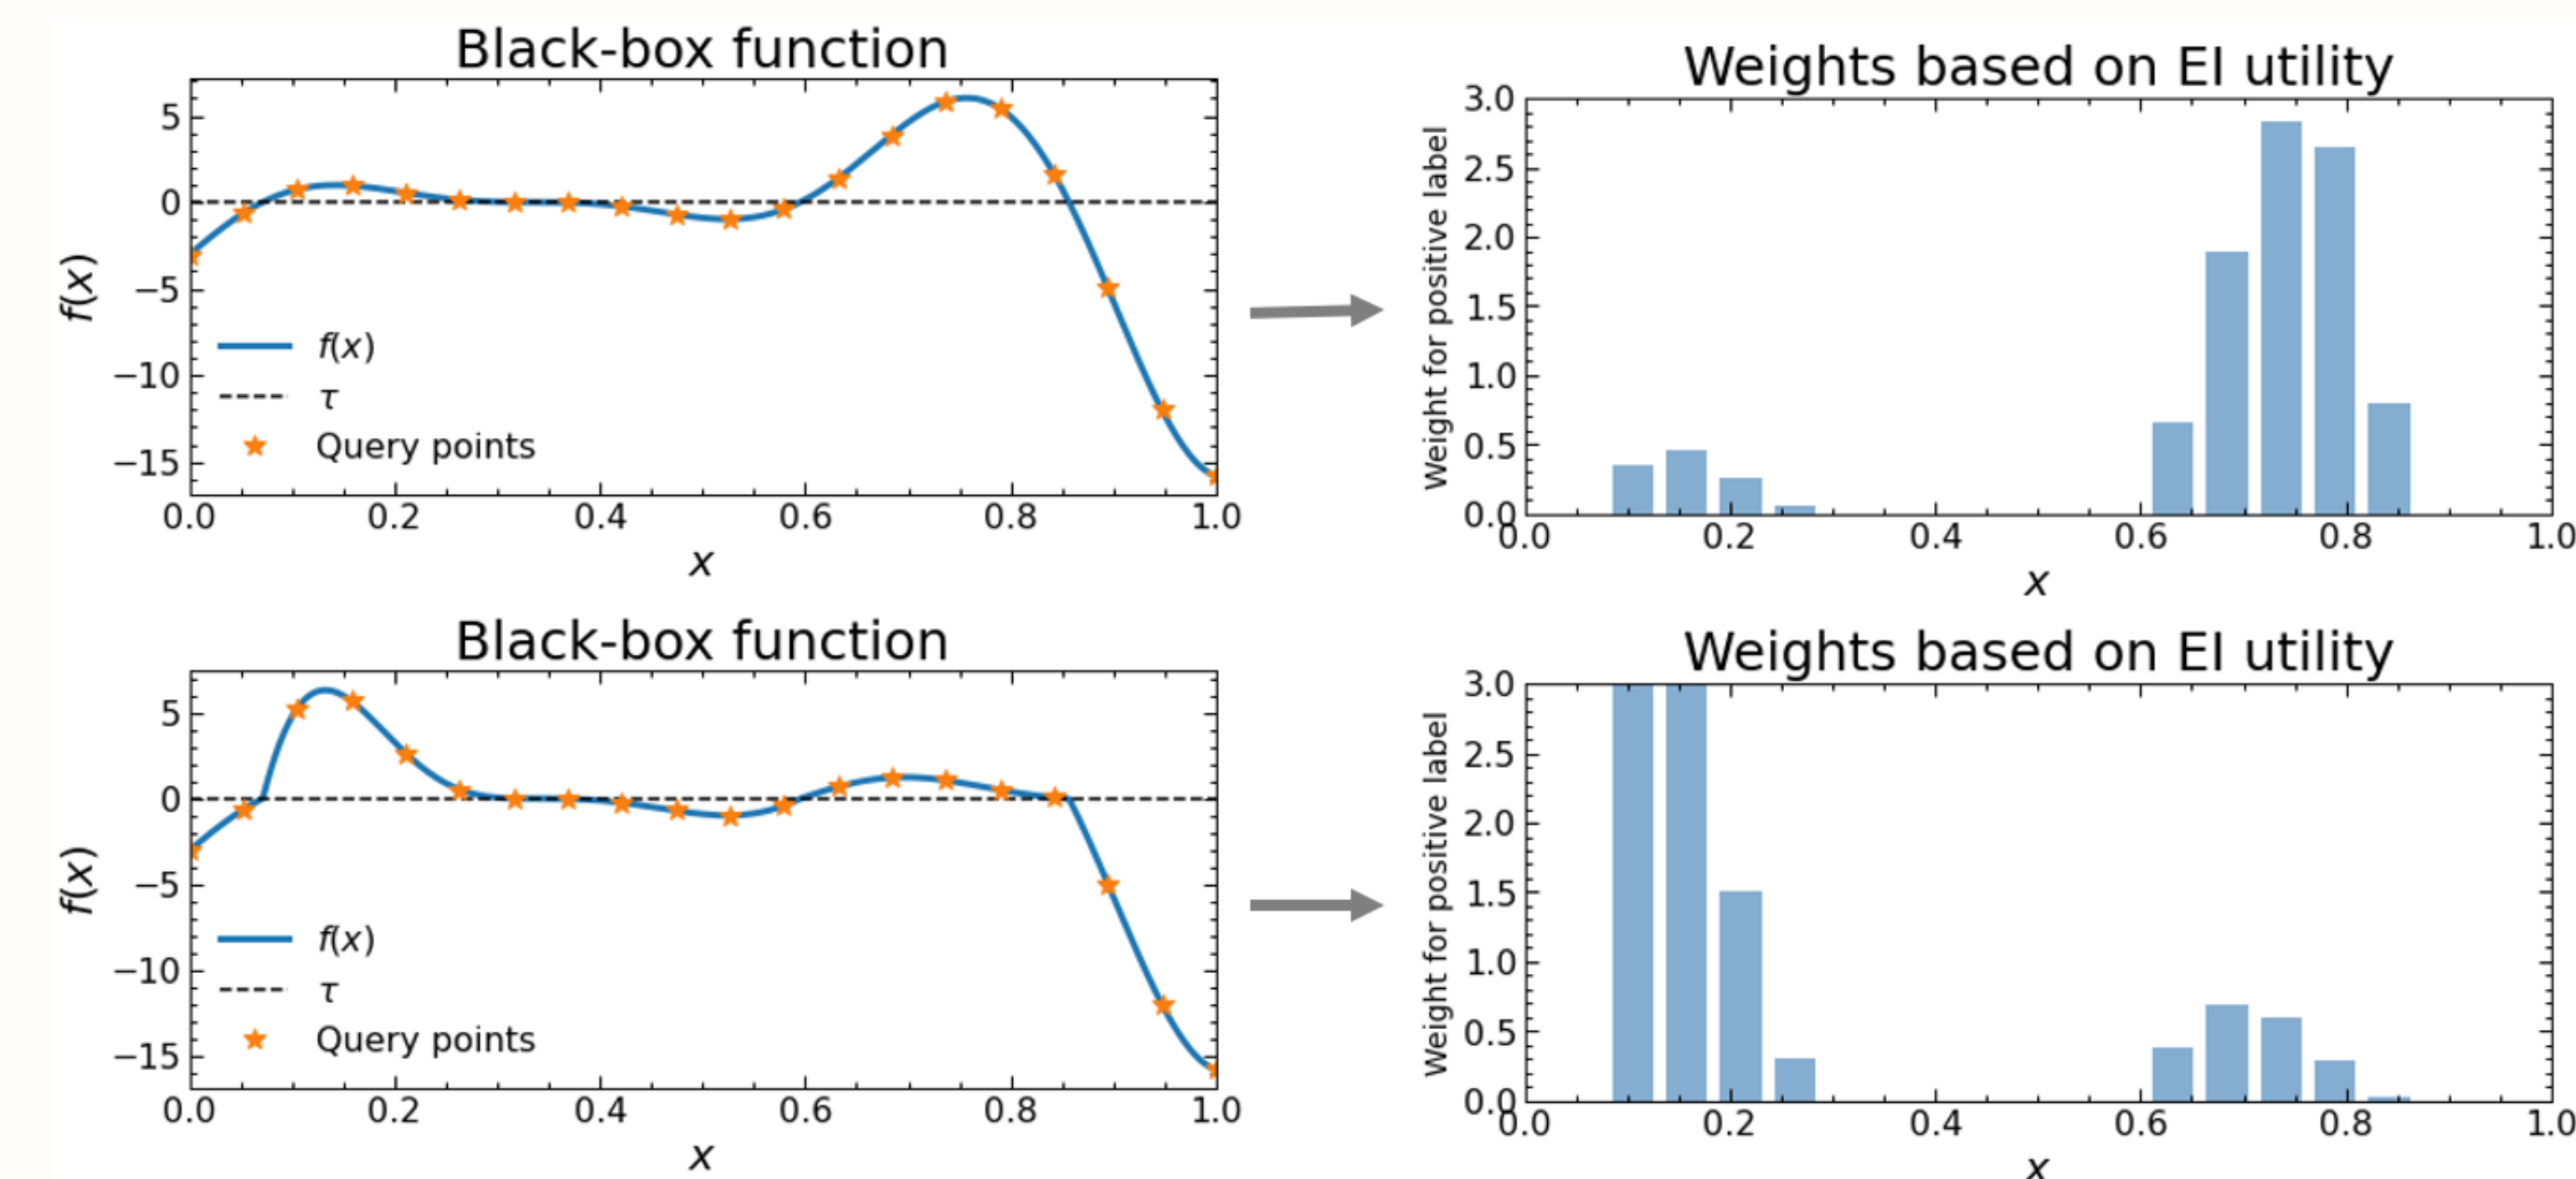 Black-box function
5
0
−5
−10
−15
f(x)
f(x)
τ
Query points
0.0 0.2 0.4 0.6 0.8 1.0
x
Weights based on EI utility
3.0
2.5
2.0
1.5
1.0
0.5
0.0
Weight for positive label
0.0 0.2 0.4 0.6 0.8 1.0
x
Black-box function
5
0
−5
−10
−15
f(x)
f(x)
τ
Query points
0.0 0.2 0.4 0.6 0.8 1.0
x
Weights based on EI utility
3.0
2.5
2.0
1.5
1.0
0.5
0.0
Weight for positive label
0.0 0.2 0.4 0.6 0.8 1.0
x